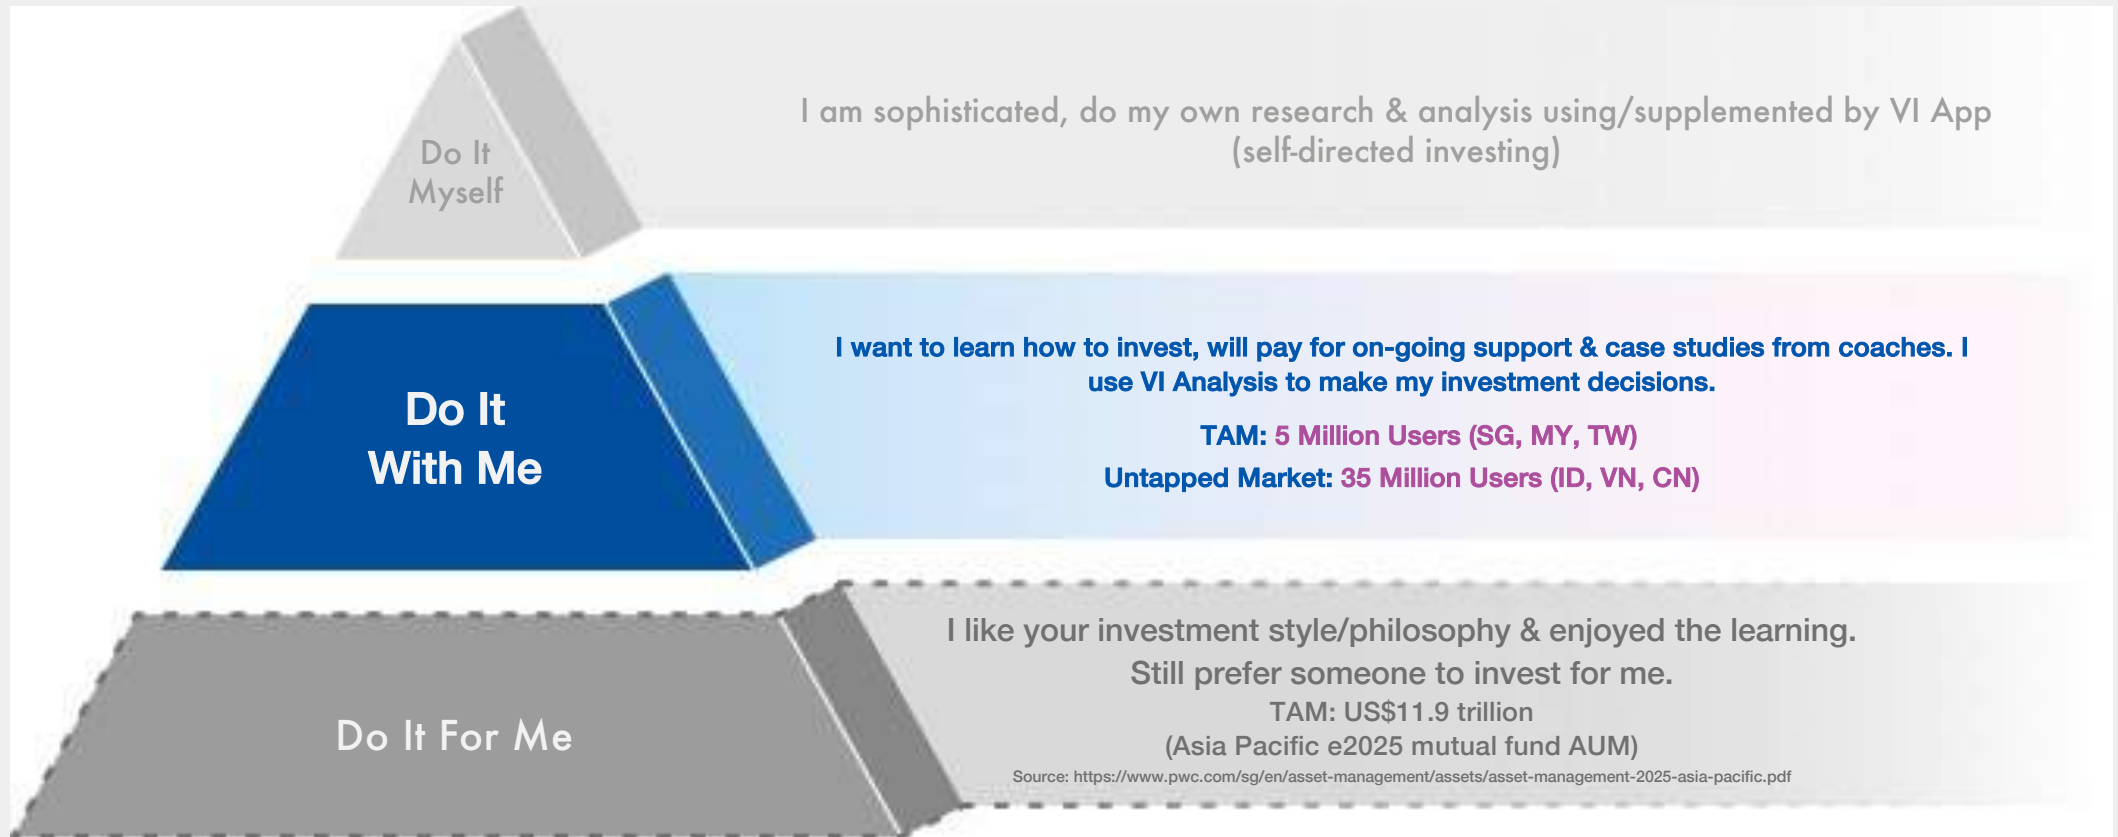 Do It
Myself
I am sophisticated, do my own research & analysis using/supplemented by VI App
(self-directed investing)
Do It
With Me
I want to learn how to invest, will pay for on-going support & case studies from coaches. I
use VI Analysis to make my investment decisions.
TAM: 5 Million Users (SG, MY, TW)
Untapped Market: 35 Million Users (ID, VN, CN)
Do It For Me
I like your investment style/philosophy & enjoyed the learning.
Still prefer someone to invest for me.
TAM: US$11.9 trillion
(Asia Pacific e2025 mutual fund AUM)
Source: https://www.pwc.com/sg/en/asset-management/assets/asset-management-2025-asia-pacific.pdf